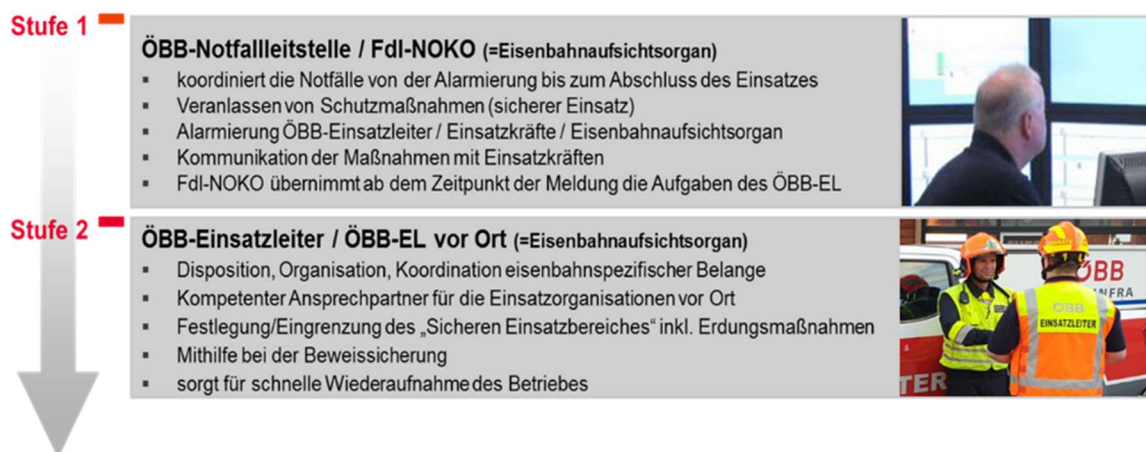 Stufe 1
ÖBB-Notfallleitstelle / Fdl-NOKO (=Eisenbahnaufsichtsorgan)
▪ koordiniert die Notfälle von der Alarmierung bis zum Abschluss des Einsatzes
▪ Veranlassen von Schutzmaßnahmen (sicherer Einsatz)
▪ Alarmierung ÖBB-Einsatzleiter / Einsatzkräfte / Eisenbahnaufsichtsorgan
▪ Kommunikation der Maßnahmen mit Einsatzkräften
▪ Fdl-NOKO übernimmt ab dem Zeitpunkt der Meldung die Aufgaben des ÖBB-EL
Stufe 2
ÖBB-Einsatzleiter / ÖBB-EL vor Ort (=Eisenbahnaufsichtsorgan)
▪ Disposition, Organisation, Koordination eisenbahnspezifischer Belange
▪ Kompetenter Ansprechpartner für die Einsatzorganisationen vor Ort
▪ Festlegung/Eingrenzung des „Sicheren Einsatzbereiches“ inkl. Erdungsmaßnahmen
▪ Mithilfe bei der Beweissicherung
▪ sorgt für schnelle Wiederaufnahme des Betriebes
ÖBB
INFRA
ÖBB
EINSATZLEITER
TER